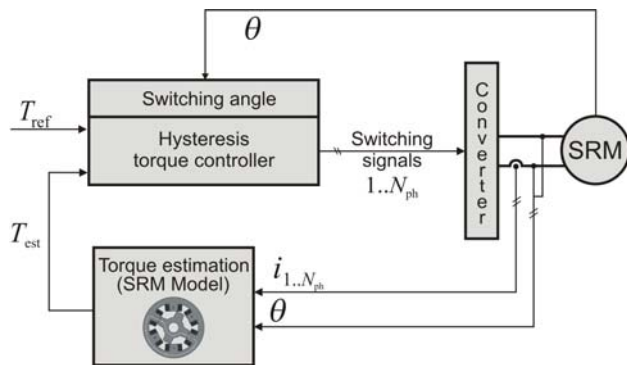 θ
Switching angle
T_ref
Hysteresis
torque controller
Switching
signals
1..N_ph
Converter
SRM
T_est
Torque estimation
(SRM Model)
i_1..N_ph
θ